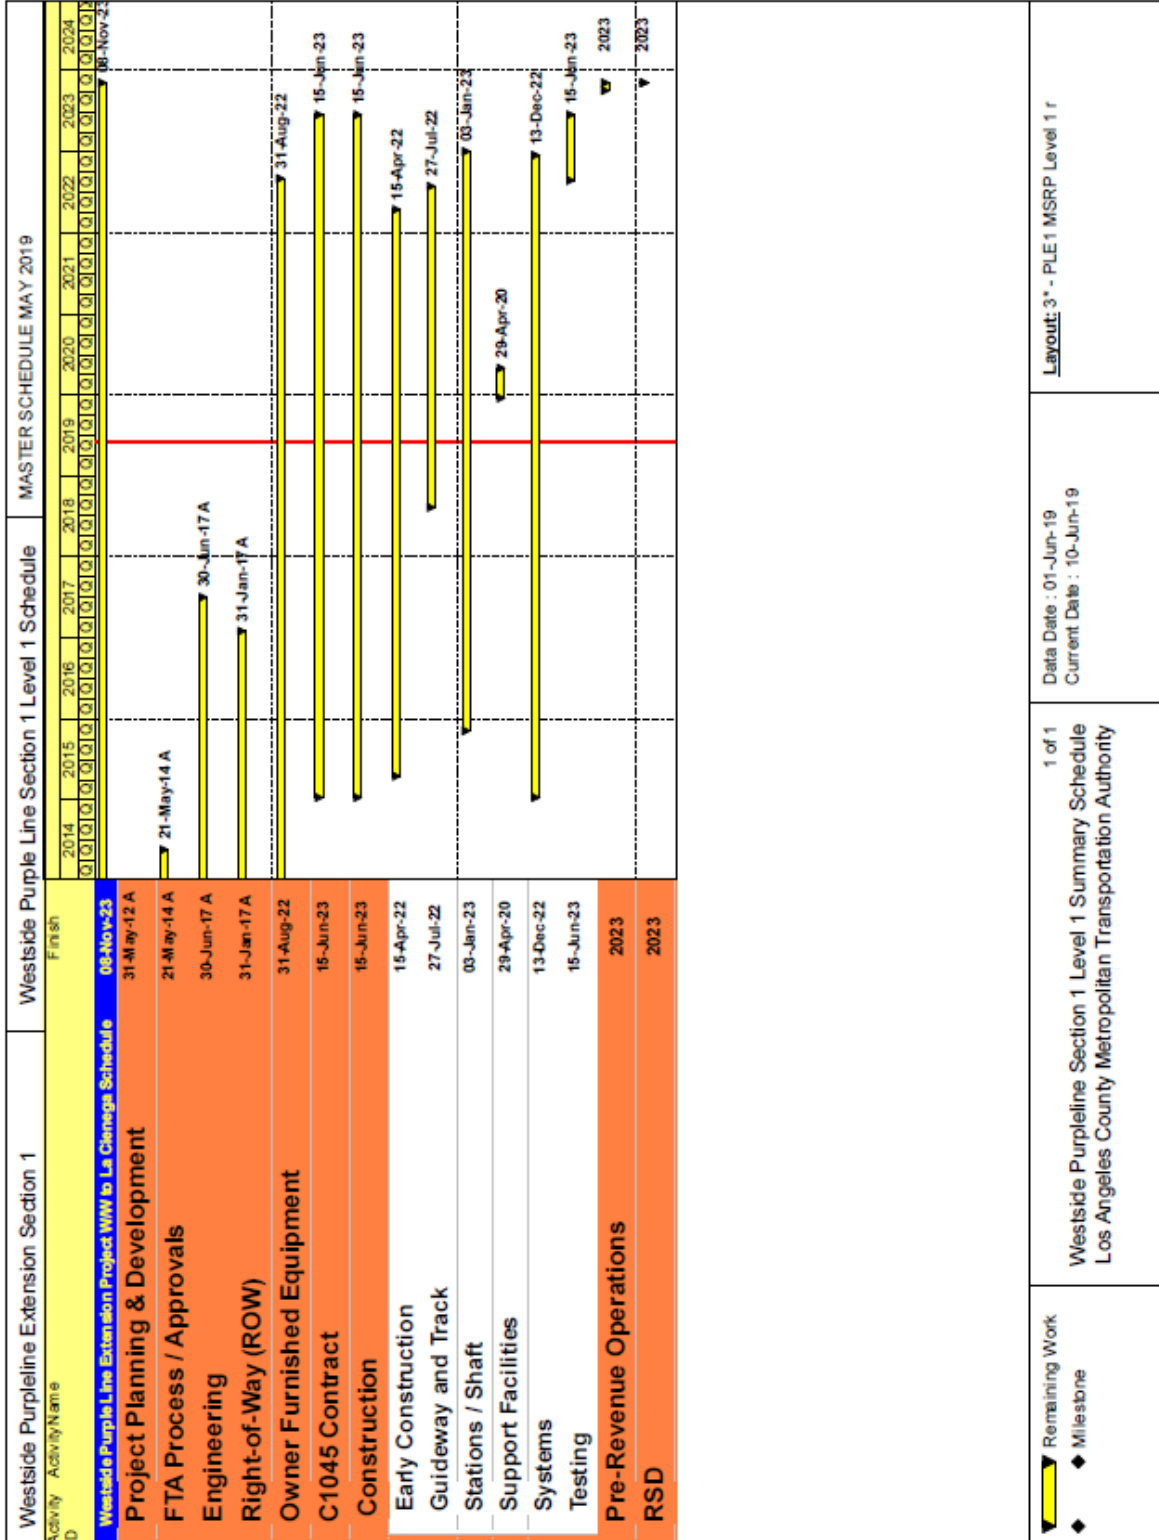 Westside Purpleline Extension Section 1
Westside Purple Line Section 1 Level 1 Schedule
MASTER SCHEDULE MAY 2019
Activity Name
Finish
2014 2015 2016 2017 2018 2019 2020 2021 2022 2023 2024
Q Q Q Q Q Q Q Q Q Q Q Q Q Q Q Q Q Q Q Q Q Q Q Q Q Q Q Q Q Q Q Q Q Q Q Q Q Q Q Q Q Q Q
Westside Purple Line Extension Project W/W to La Cienega Schedule 08-Nov-23 08-Nov-23
Project Planning & Development 31-May-12 A
FTA Process / Approvals 21-May-14 A 21-May-14 A
Engineering 30-Jun-17 A 30-Jun-17 A
Right-of-Way (ROW) 31-Jan-17 A 31-Jan-17 A
Owner Furnished Equipment 31-Aug-22 31-Aug-22
C1045 Contract 15-Jun-23 15-Jun-23
Construction 15-Jun-23 15-Jun-23
Early Construction 15-Apr-22 15-Apr-22
Guideway and Track 27-Jul-22 27-Jul-22
Stations / Shaft 03-Jan-23 03-Jan-23
Support Facilities 29-Apr-20 29-Apr-20
Systems 13-Dec-22 13-Dec-22
Testing 15-Jun-23 15-Jun-23
Pre-Revenue Operations 2023 2023
RSD 2023 2023
Remaining Work
Milestone
1 of 1
Westside Purpleline Section 1 Level 1 Summary Schedule
Los Angeles County Metropolitan Transportation Authority
Data Date : 01-Jun-19
Current Date : 10-Jun-19
Layout: 3* - PLE1 MSRP Level 1 r